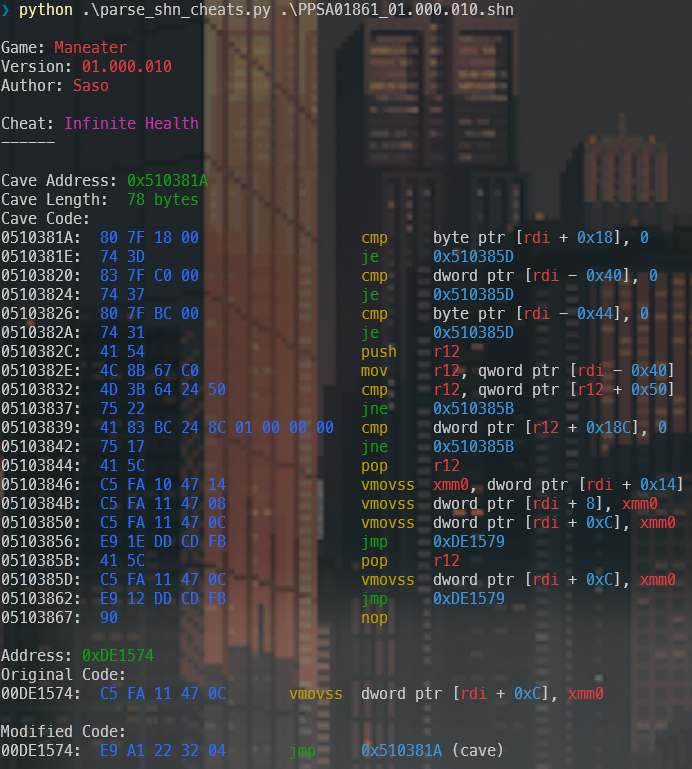 ❯ python .\parse_shn_cheats.py .\PPSA01861_01.000.010.shn
Game: Maneater
Version: 01.000.010
Author: Saso
Cheat: Infinite Health
——————
Cave Address: 0x510381A
Cave Length:  78 bytes
Cave Code:
0510381A:  80 7F 18 00                  cmp     byte ptr [rdi + 0x18], 0
0510381E:  74 3D                        je      0x510385D
05103820:  83 7F C0 00                  cmp     dword ptr [rdi - 0x40], 0
05103824:  74 37                        je      0x510385D
05103826:  80 7F BC 00                  cmp     byte ptr [rdi - 0x44], 0
0510382A:  74 31                        je      0x510385D
0510382C:  41 54                        push    r12
0510382E:  4C 8B 67 C0                  mov     r12, qword ptr [rdi - 0x40]
05103832:  4D 3B 64 24 50               cmp     r12, qword ptr [r12 + 0x50]
05103837:  75 22                        jne     0x510385B
05103839:  41 83 BC 24 8C 01 00 00 00   cmp     dword ptr [r12 + 0x18C], 0
05103842:  75 17                        jne     0x510385B
05103844:  41 5C                        pop     r12
05103846:  C5 FA 10 47 14               vmovss  xmm0, dword ptr [rdi + 0x14]
0510384B:  C5 FA 11 47 08               vmovss  dword ptr [rdi + 8], xmm0
05103850:  C5 FA 11 47 0C               vmovss  dword ptr [rdi + 0xC], xmm0
05103856:  E9 1E DD CD FB               jmp     0xDE1579
0510385B:  41 5C                        pop     r12
0510385D:  C5 FA 11 47 0C               vmovss  dword ptr [rdi + 0xC], xmm0
05103862:  E9 12 DD CD FB               jmp     0xDE1579
05103867:  90                           nop
Address: 0xDE1574
Original Code:
00DE1574:  C5 FA 11 47 0C       vmovss  dword ptr [rdi + 0xC], xmm0
Modified Code:
00DE1574:  E9 A1 22 32 04       jmp     0x510381A (cave)